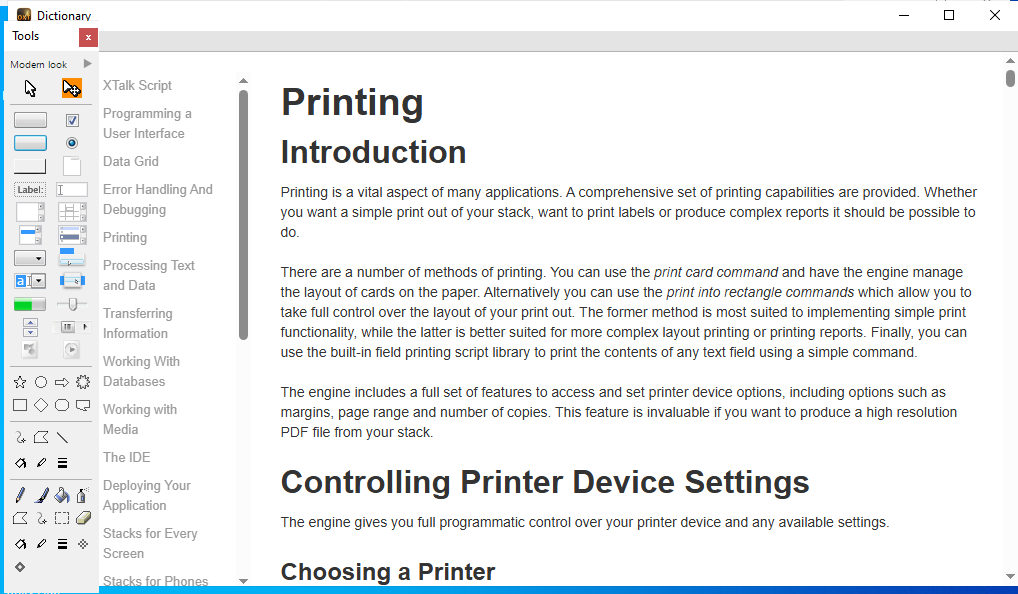 Dictionary
Tools
x
Modern look
Label:
a
XTalk Script
Programming a
User Interface
Data Grid
Error Handling And
Debugging
Printing
Processing Text
and Data
Transferring
Information
Working With
Databases
Working with
Media
The IDE
Deploying Your
Application
Stacks for Every
Screen
Stacks for Phones
Printing
Introduction
Printing is a vital aspect of many applications. A comprehensive set of printing capabilities are provided. Whether
you want a simple print out of your stack, want to print labels or produce complex reports it should be possible to
do.
There are a number of methods of printing. You can use the print card command and have the engine manage
the layout of cards on the paper. Alternatively you can use the print into rectangle commands which allow you to
take full control over the layout of your print out. The former method is most suited to implementing simple print
functionality, while the latter is better suited for more complex layout printing or printing reports. Finally, you can
use the built-in field printing script library to print the contents of any text field using a simple command.
The engine includes a full set of features to access and set printer device options, including options such as
margins, page range and number of copies. This feature is invaluable if you want to produce a high resolution
PDF file from your stack.
Controlling Printer Device Settings
The engine gives you full programmatic control over your printer device and any available settings.
Choosing a Printer